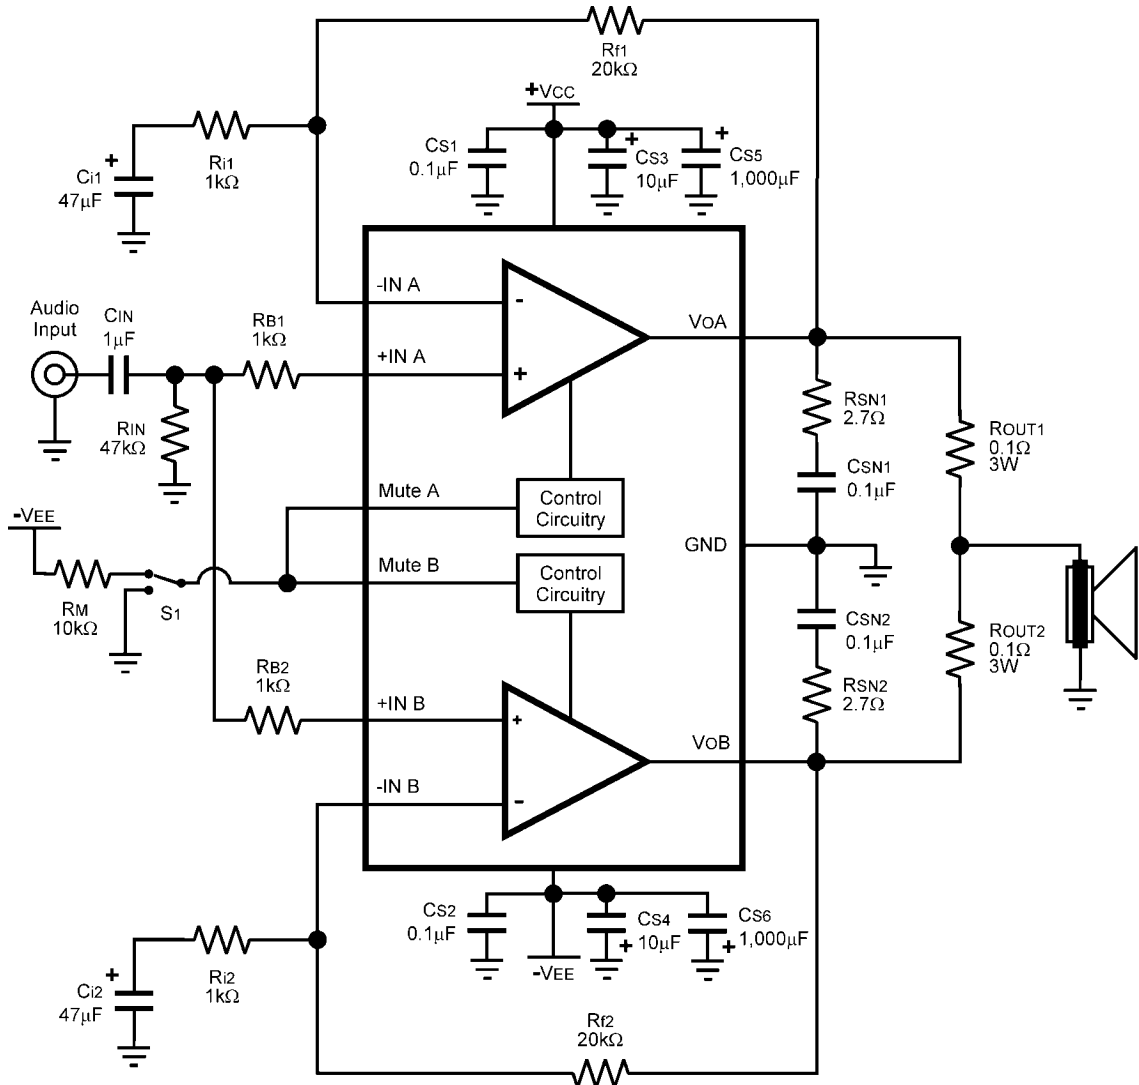 Rf1
20kΩ
+VCC
Ri1
1kΩ
+
Ci1
47µF
CS1
0.1µF
+
CS3
10µF
+
CS5
1,000µF
-IN A
-
VOA
Audio
Input
CIN
1µF
RB1
1kΩ
+IN A
+
RIN
47kΩ
RSN1
2.7Ω
ROUT1
0.1Ω
3W
CSN1
0.1µF
Mute A
Control
Circuitry
-VEE
GND
Mute B
Control
Circuitry
RM
10kΩ
S1
CSN2
0.1µF
ROUT2
0.1Ω
3W
RB2
1kΩ
RSN2
2.7Ω
+IN B
+
VOB
-IN B
-
CS2
0.1µF
CS4
10µF
+
CS6
1,000µF
+
-VEE
Ri2
1kΩ
+
Ci2
47µF
Rf2
20kΩ